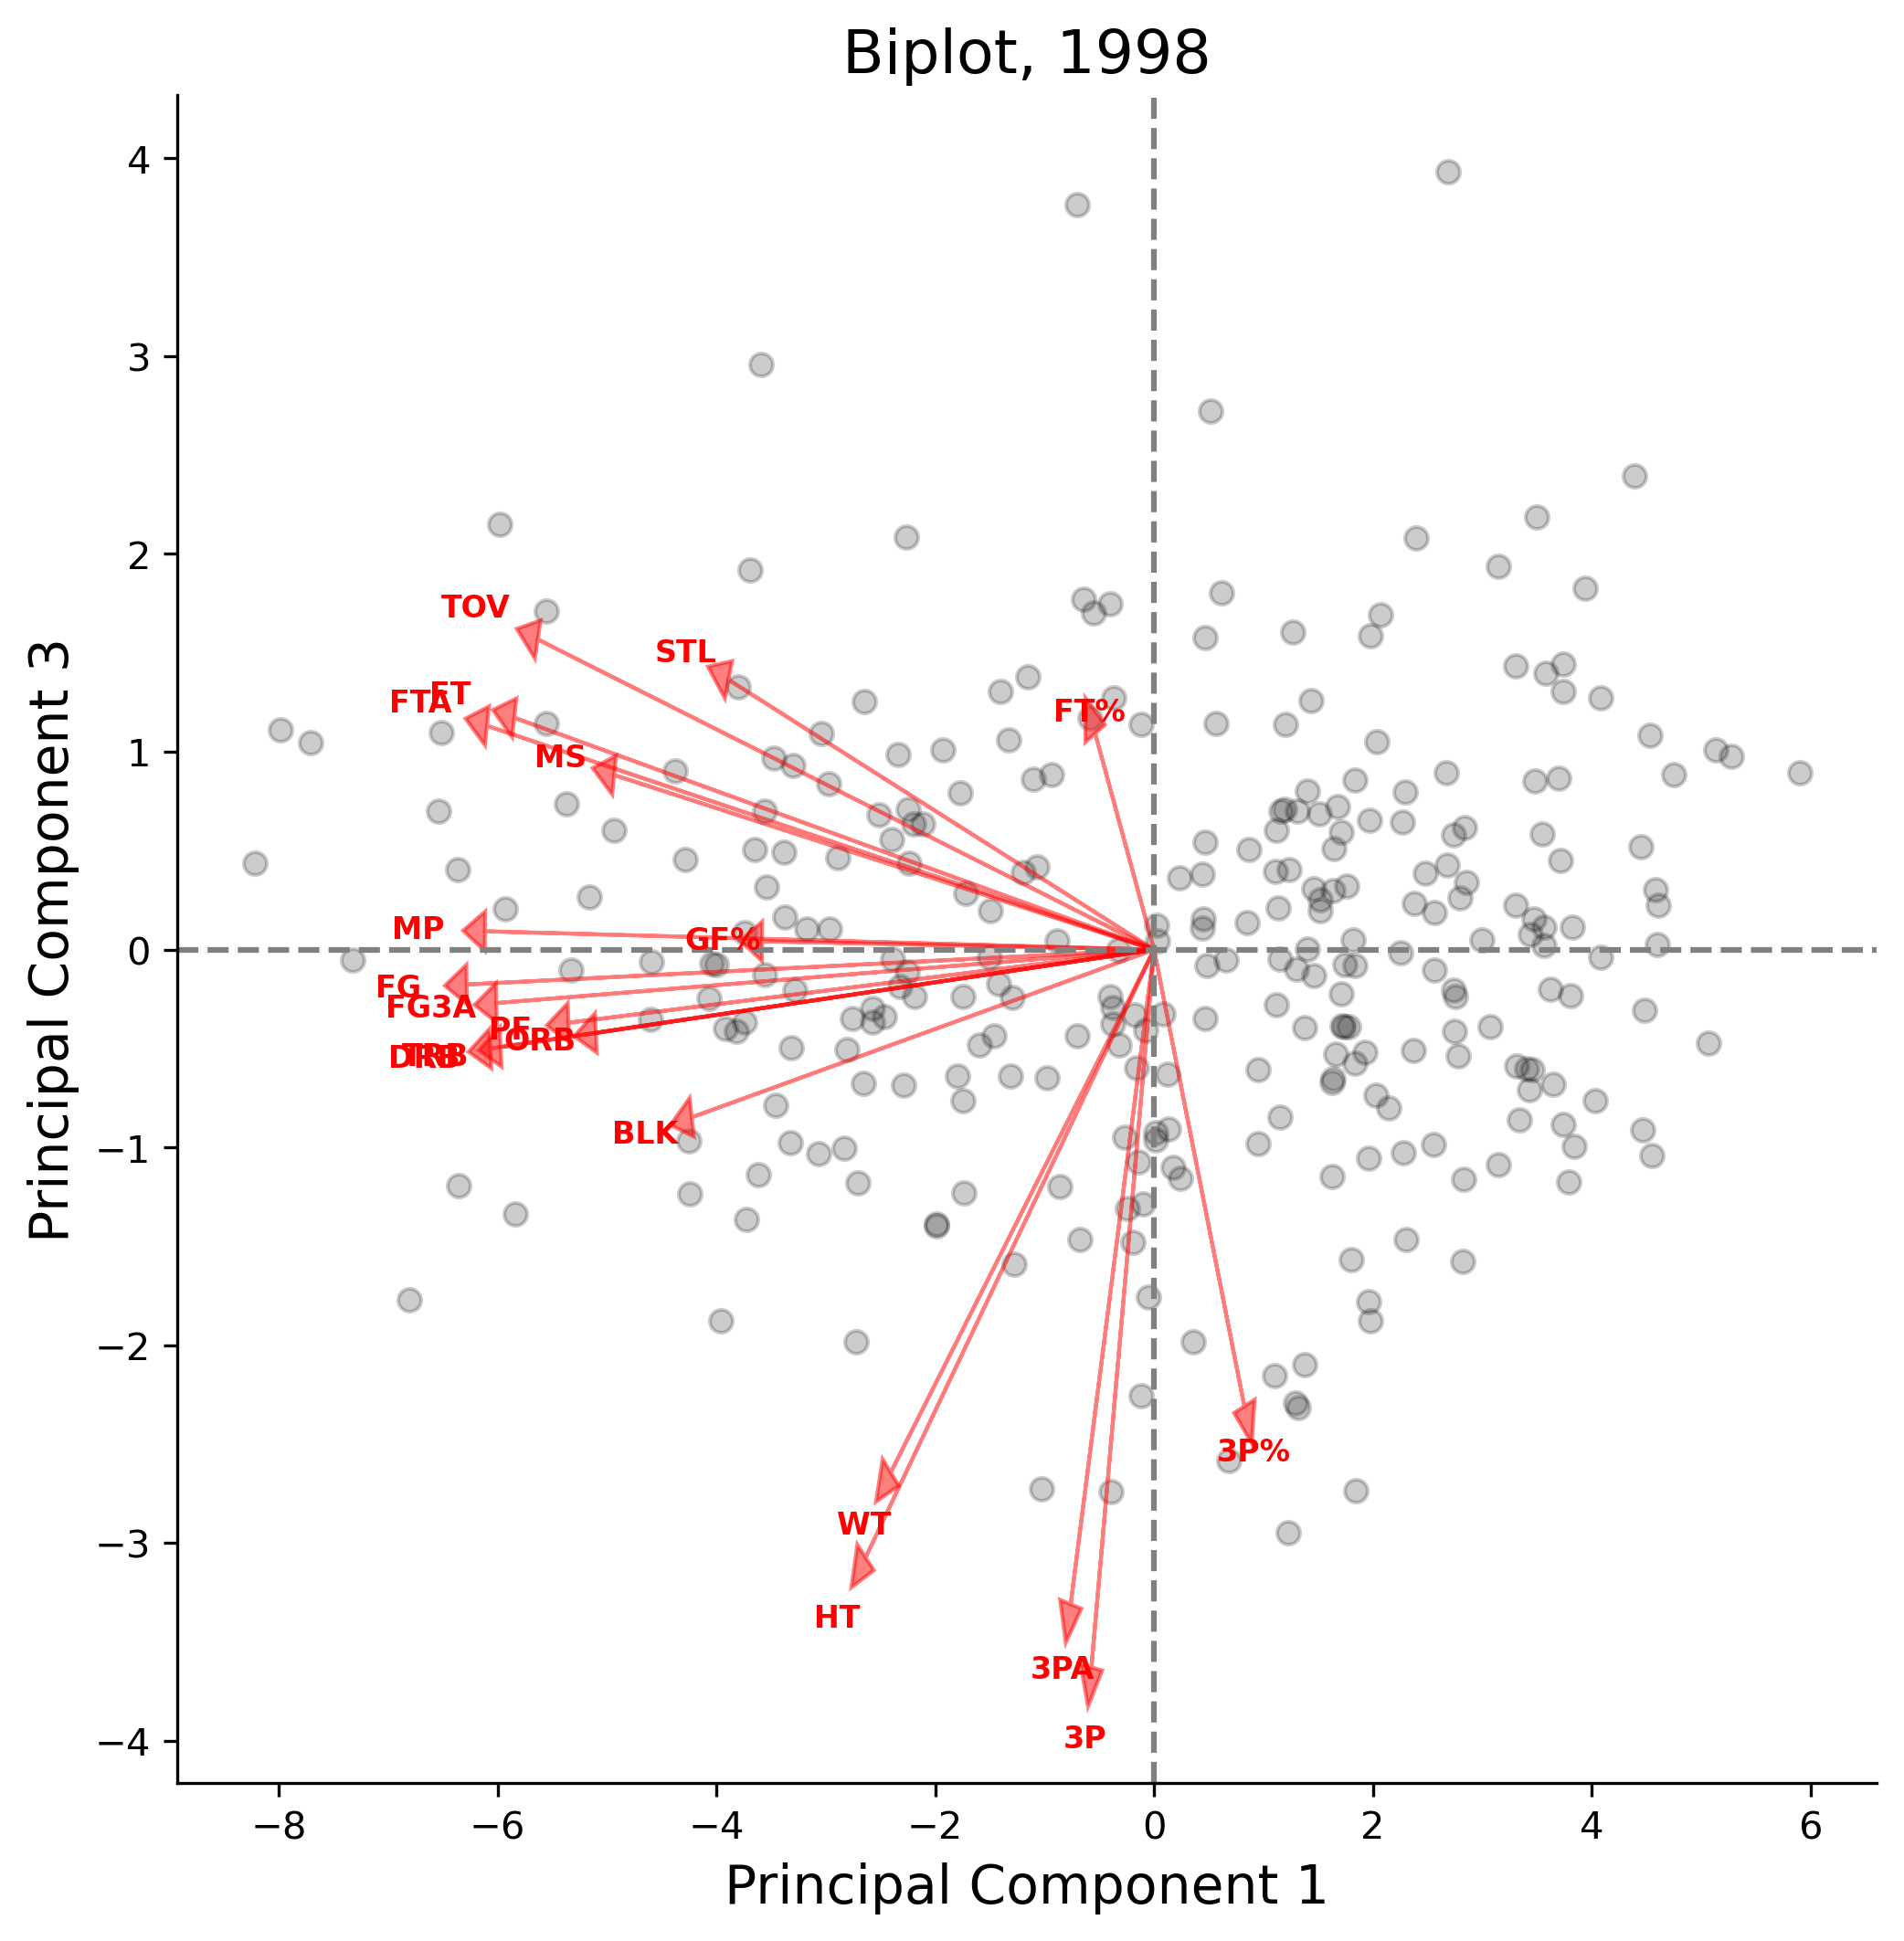 Biplot, 1998
Principal Component 3
4
3
2
1
0
−1
−2
−3
−4
TOV
STL
FT
FTA
FT%
MS
MP
GF%
FG
FG3A
PF
ORB
TRB
DRB
BLK
3P%
WT
HT
3PA
3P
−8
−6
−4
−2
0
2
4
6
Principal Component 1